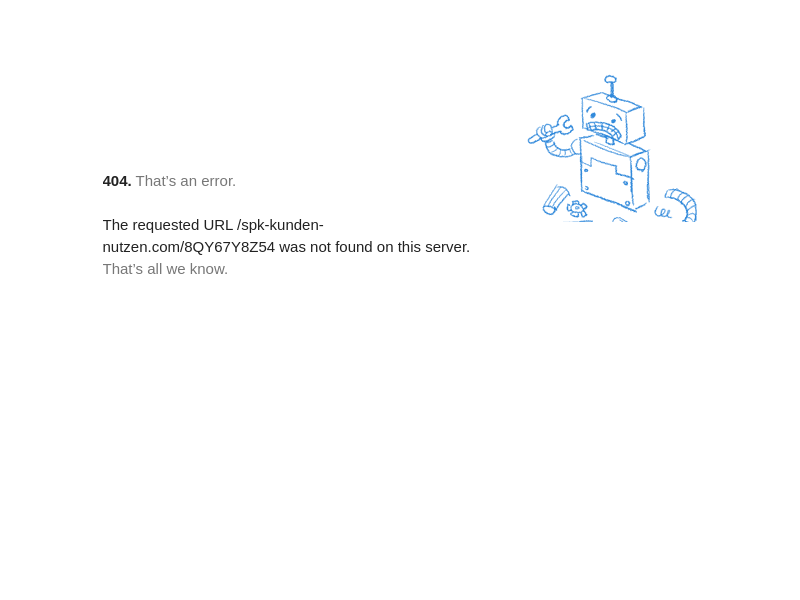 404. That’s an error.
The requested URL /spk-kunden-
nutzen.com/8QY67Y8Z54 was not found on this server.
That’s all we know.